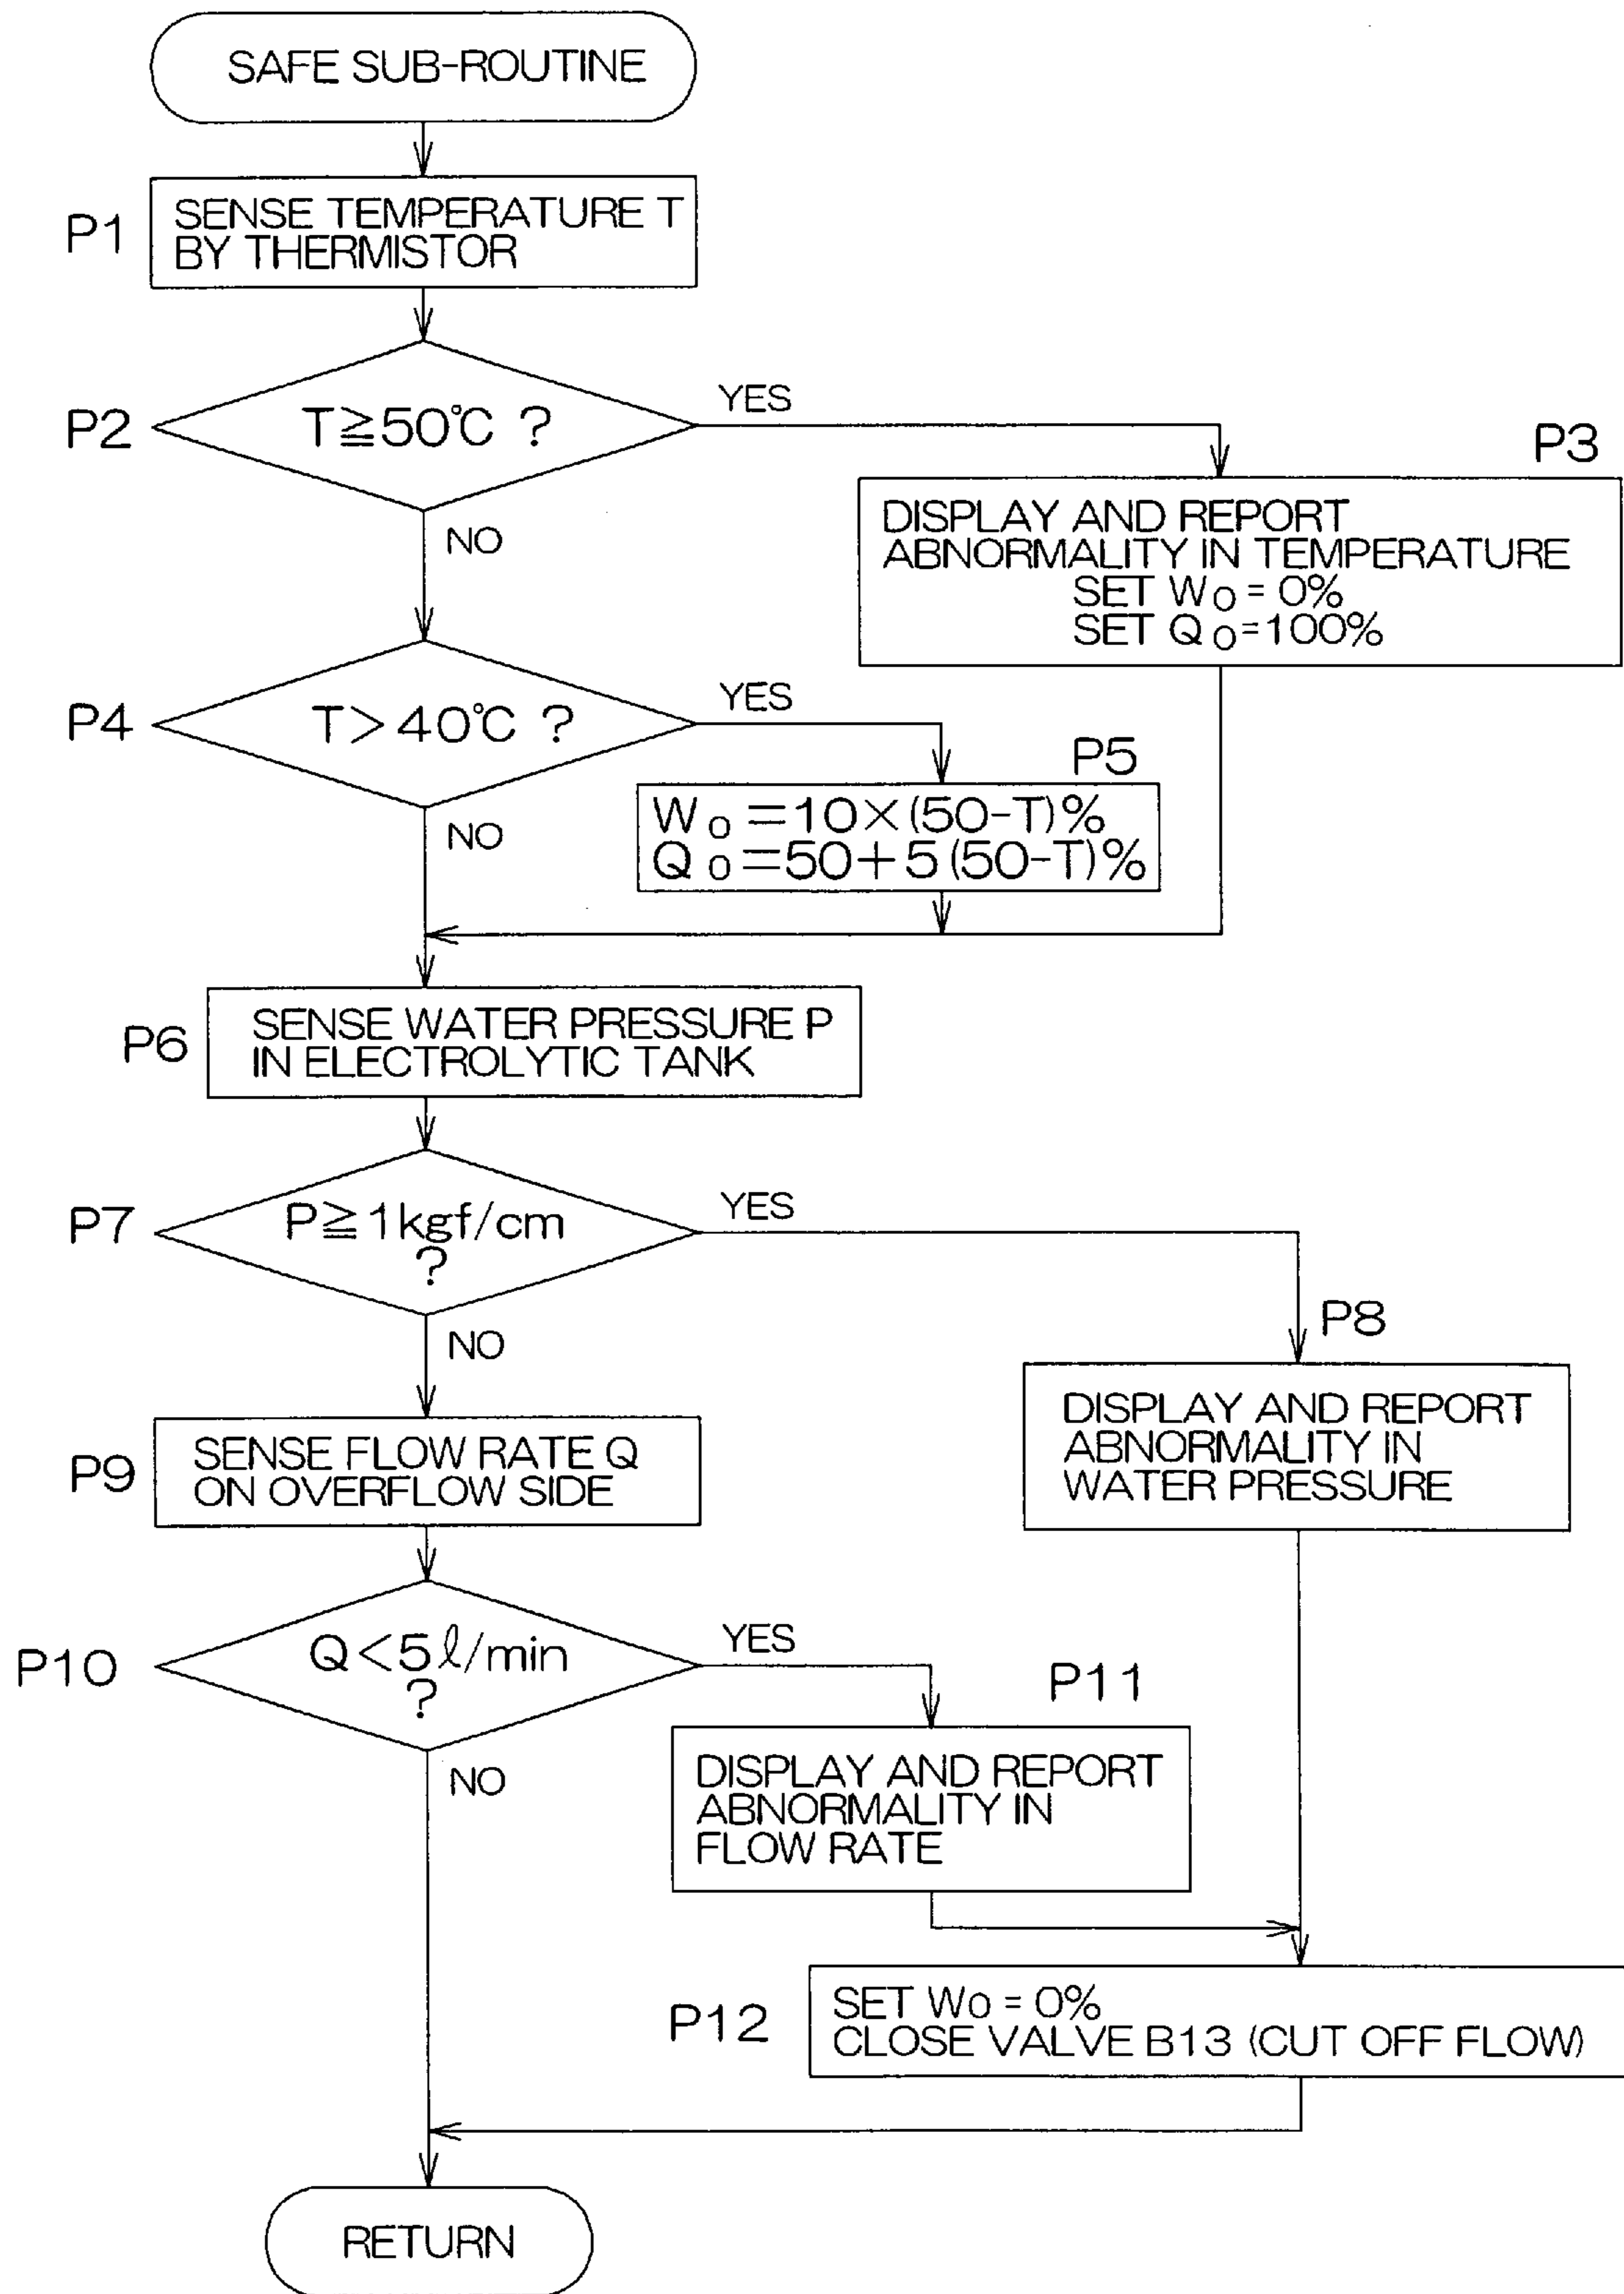 SAFE SUB-ROUTINE
P1
SENSE TEMPERATURE T
BY THERMISTOR
P2
T≧50℃ ?
YES
NO
P3
DISPLAY AND REPORT
ABNORMALITY IN TEMPERATURE
SET W0 = 0%
SET Q0=100%
P4
T>40℃ ?
YES
NO
P5
W0=10×(50-T)%
Q0=50+5(50-T)%
P6
SENSE WATER PRESSURE P
IN ELECTROLYTIC TANK
P7
P≧1kgf/cm
?
YES
NO
P8
DISPLAY AND REPORT
ABNORMALITY IN
WATER PRESSURE
P9
SENSE FLOW RATE Q
ON OVERFLOW SIDE
P10
Q<5ℓ/min
?
YES
NO
P11
DISPLAY AND REPORT
ABNORMALITY IN
FLOW RATE
P12
SET W0 = 0%
CLOSE VALVE B13 (CUT OFF FLOW)
RETURN